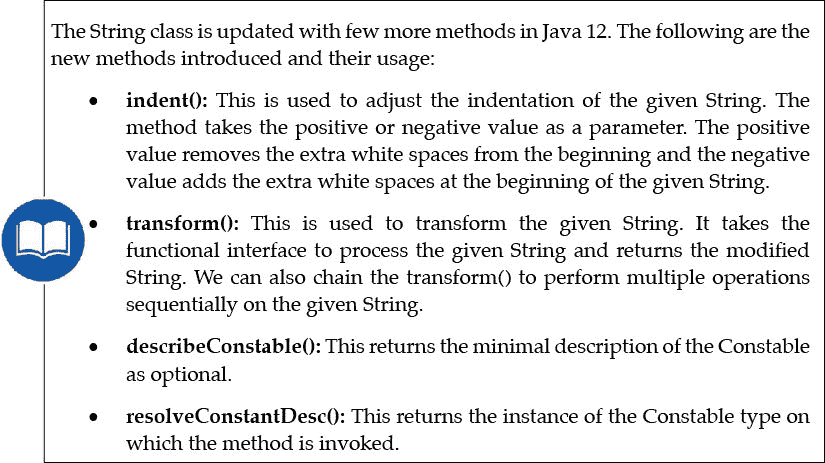 The String class is updated with few more methods in Java 12. The following are the
new methods introduced and their usage:
• indent(): This is used to adjust the indentation of the given String. The
method takes the positive or negative value as a parameter. The positive
value removes the extra white spaces from the beginning and the negative
value adds the extra white spaces at the beginning of the given String.
• transform(): This is used to transform the given String. It takes the
functional interface to process the given String and returns the modified
String. We can also chain the transform() to perform multiple operations
sequentially on the given String.
• describeConstable(): This returns the minimal description of the Constable
as optional.
• resolveConstantDesc(): This returns the instance of the Constable type on
which the method is invoked.